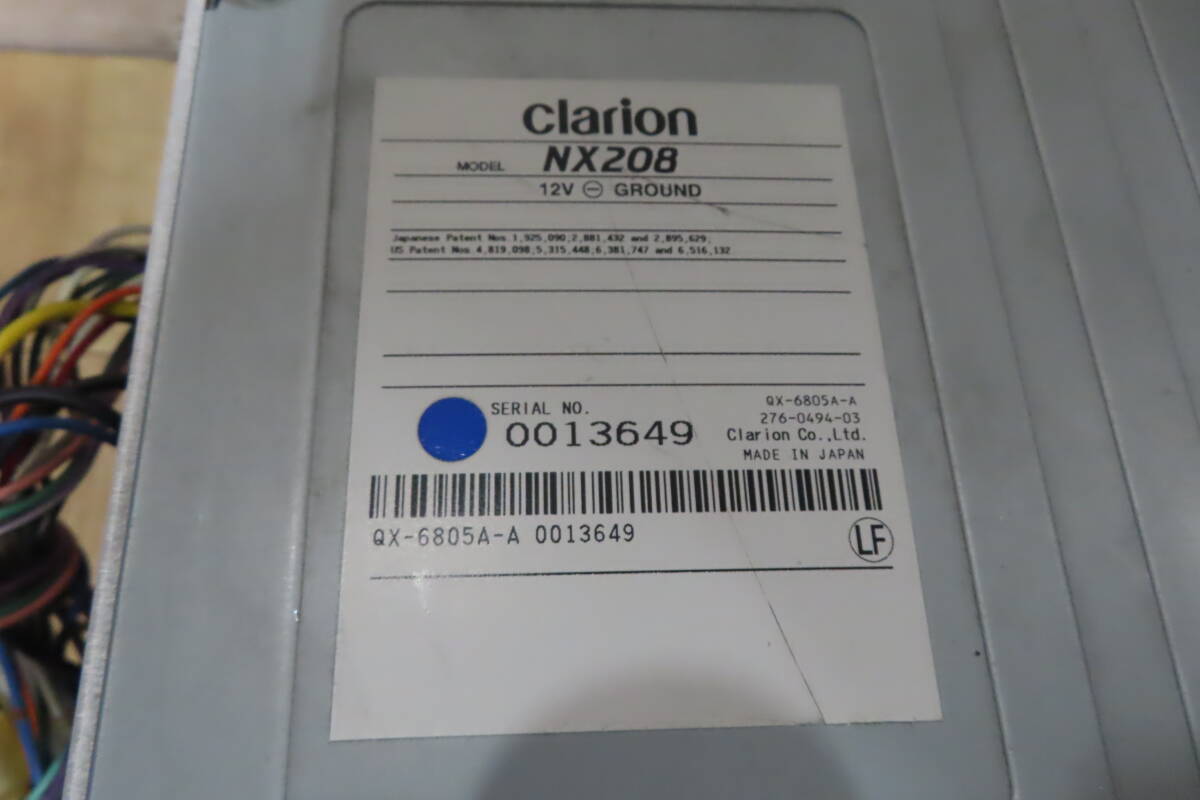 clarion
MODEL NX208
12V ⊖ GROUND
Japanese Patent Nos 1,925,090,2,881,432 and 2,895,629;
US Patent Nos.4,819,098,5,315,448,6,381,747 and 6,516,132
QX-6805A-A
SERIAL NO.
276-0494-03
0013649
Clarion Co.,Ltd.
MADE IN JAPAN
QX-6805A-A 0013649
LF